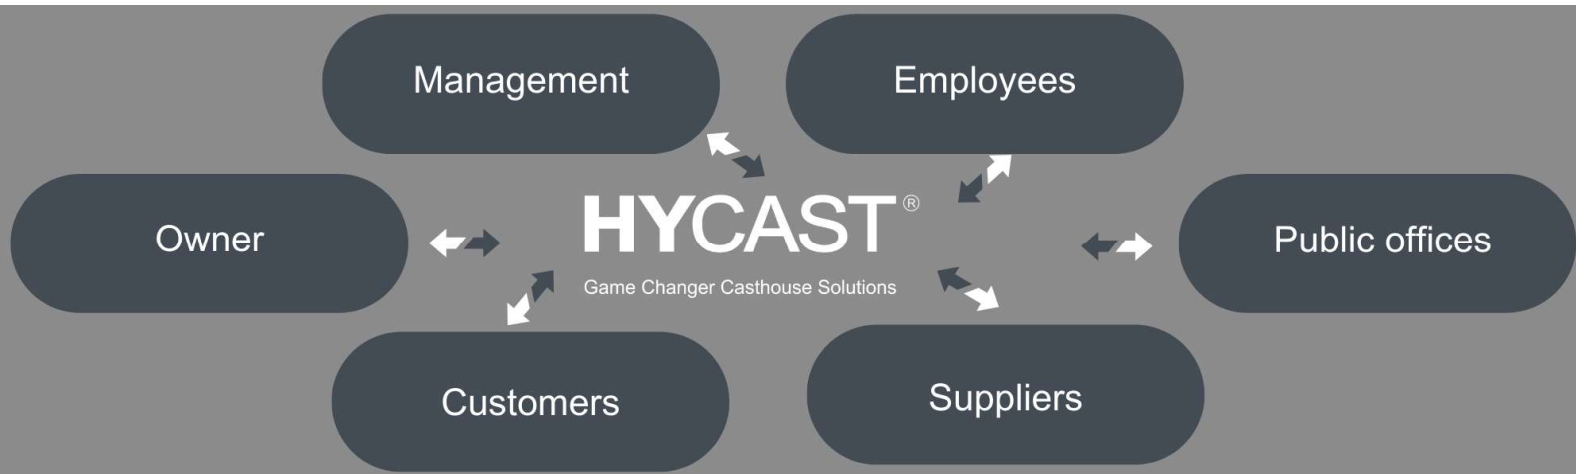 Management
Employees
Owner
HYCAST®
Public offices
Game Changer Casthouse Solutions
Customers
Suppliers